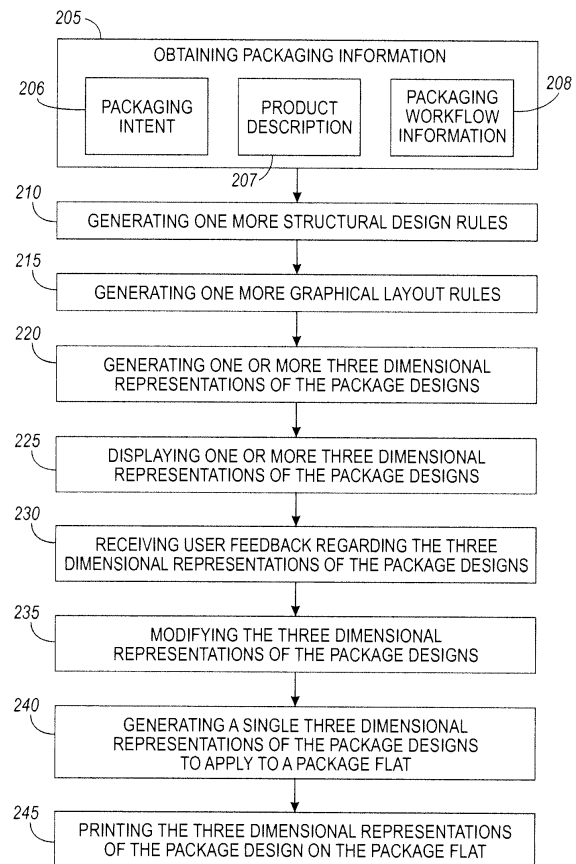 205
OBTAINING PACKAGING INFORMATION
206
PACKAGING
INTENT
PRODUCT
DESCRIPTION
207
PACKAGING
WORKFLOW
INFORMATION
208
210
GENERATING ONE MORE STRUCTURAL DESIGN RULES
215
GENERATING ONE MORE GRAPHICAL LAYOUT RULES
220
GENERATING ONE OR MORE THREE DIMENSIONAL
REPRESENTATIONS OF THE PACKAGE DESIGNS
225
DISPLAYING ONE OR MORE THREE DIMENSIONAL
REPRESENTATIONS OF THE PACKAGE DESIGNS
230
RECEIVING USER FEEDBACK REGARDING THE THREE
DIMENSIONAL REPRESENTATIONS OF THE PACKAGE DESIGNS
235
MODIFYING THE THREE DIMENSIONAL
REPRESENTATIONS OF THE PACKAGE DESIGNS
240
GENERATING A SINGLE THREE DIMENSIONAL
REPRESENTATIONS OF THE PACKAGE DESIGNS
TO APPLY TO A PACKAGE FLAT
245
PRINTING THE THREE DIMENSIONAL REPRESENTATIONS
OF THE PACKAGE DESIGN ON THE PACKAGE FLAT